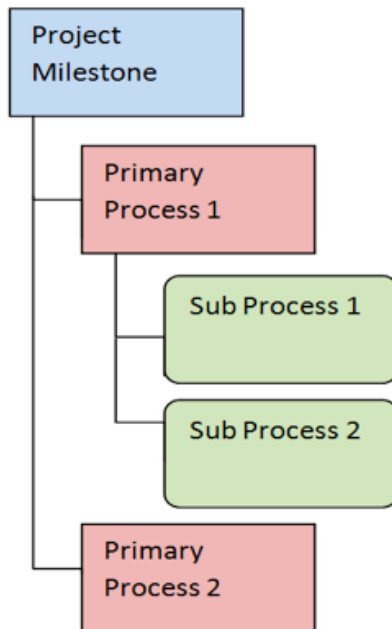 Project
Milestone
Primary
Process 1
Sub Process 1
Sub Process 2
Primary
Process 2